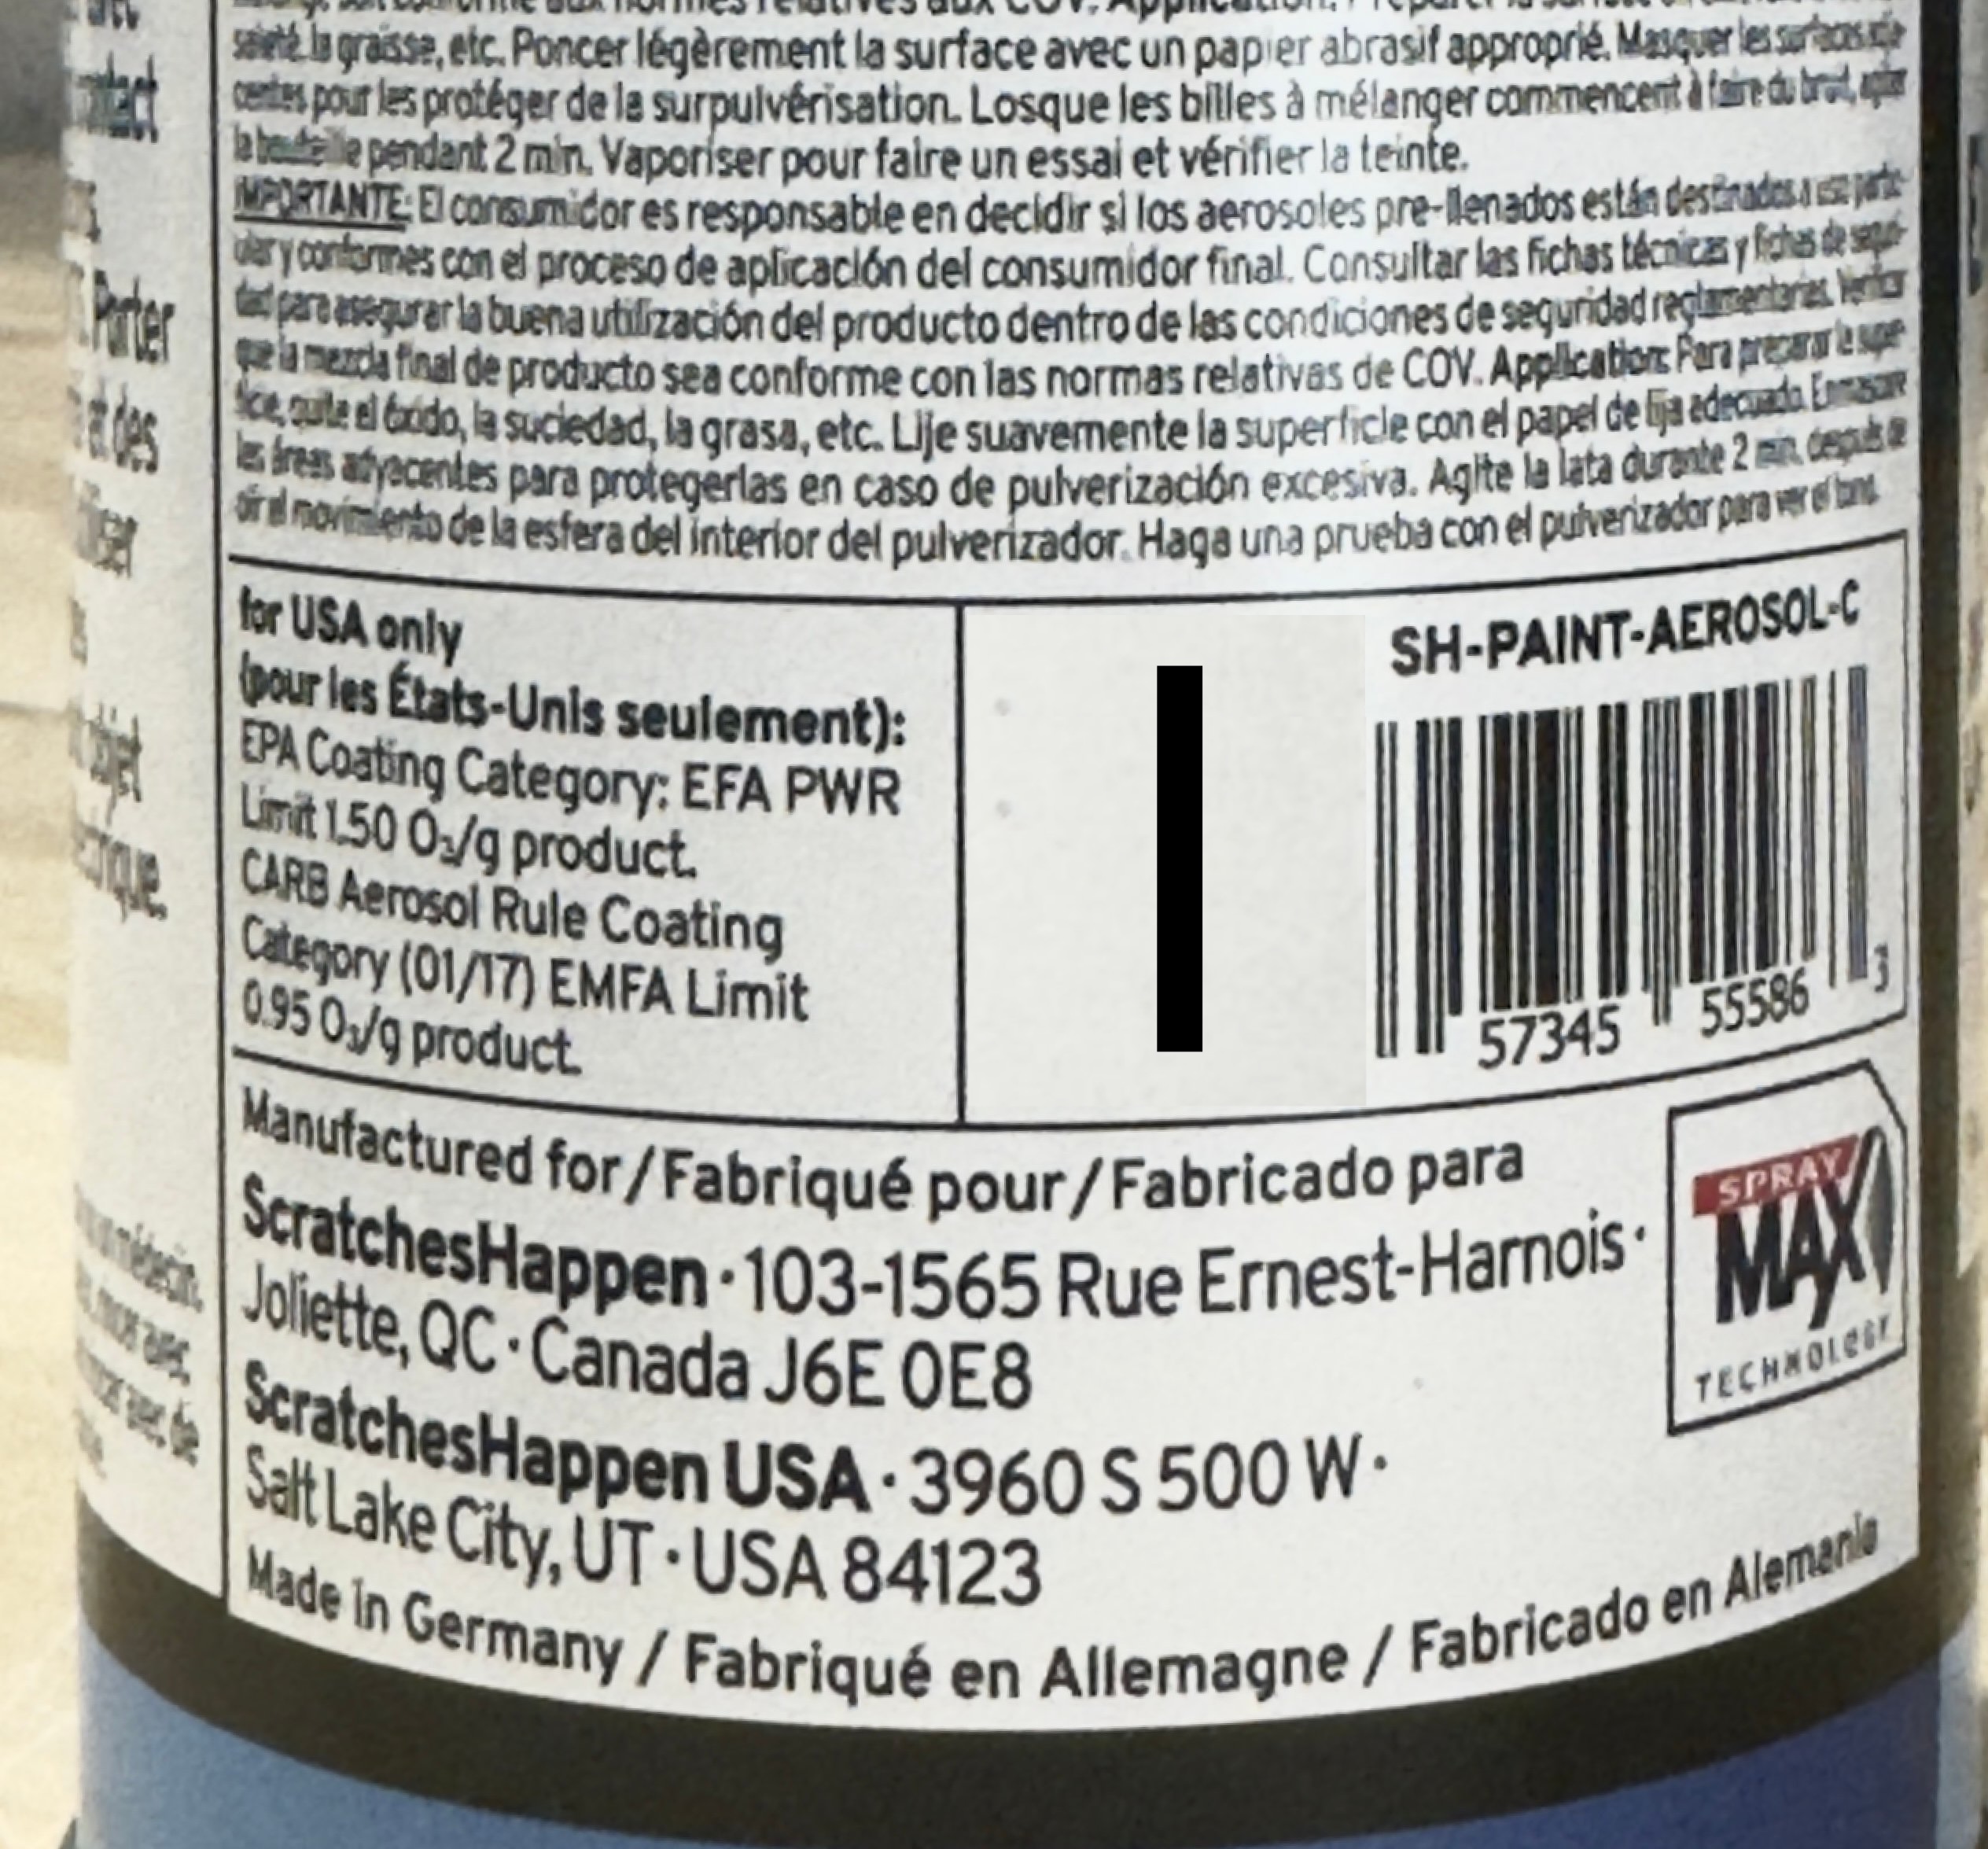 contact
Porter
et des
saleté, la graisse, etc. Poncer légèrement la surface avec un papier abrasif approprié. Masquer les surfaces
centes pour les protéger de la surpulvérisation. Losque les billes à mélanger commencent à faire du bruit,
la bouteille pendant 2 min. Vaporiser pour faire un essai et vérifier la teinte.
IMPORTANTE: El consumidor es responsable en decidir si los aerosoles pre-llenados están destinados a uso
y conformes con el proceso de aplicación del consumidor final. Consultar las fichas técnicas y fichas de
dad para asegurar la buena utilización del producto dentro de las condiciones de seguridad reglamentarias. Verificar
que la mezcla final de producto sea conforme con las normas relativas de COV. Application: Para preparar la
quite el óxido, la suciedad, la grasa, etc. Lije suavemente la superficie con el papel de lija adecuado. Enmascare
las áreas adyacentes para protegerlas en caso de pulverización excesiva. Agite la lata durante 2 min. después de
oír el movimiento de la esfera del interior del pulverizador. Haga una prueba con el pulverizador para ver el tono.
for USA only
(pour les États-Unis seulement):
EPA Coating Category: EFA PWR
Limit 1.50 O₃/g product.
CARB Aerosol Rule Coating
Category (01/17) EMFA Limit
0.95 O₃/g product.
SH-PAINT-AEROSOL-C
57345 55586 3
Manufactured for / Fabriqué pour / Fabricado para
ScratchesHappen · 103-1565 Rue Ernest-Harnois ·
Joliette, QC · Canada J6E 0E8
ScratchesHappen USA · 3960 S 500 W ·
Salt Lake City, UT · USA 84123
Made in Germany / Fabriqué en Allemagne / Fabricado en Alemania
SPRAY
MAX
TECHNOLOGY